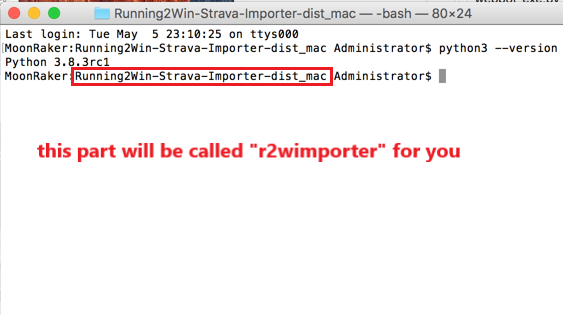 Running2Win-Strava-Importer-dist_mac — -bash — 80×24
Last login: Tue May  5 23:10:25 on ttys000
[MoonRaker:Running2Win-Strava-Importer-dist_mac Administrator$ python3 --version
Python 3.8.3rc1
MoonRaker:Running2Win-Strava-Importer-dist_mac Administrator$
this part will be called "r2wimporter" for you